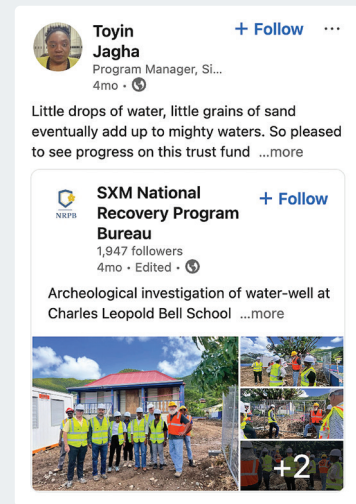 Toyin
Jagha
+ Follow ...
Program Manager, Si...
4mo •
Little drops of water, little grains of sand
eventually add up to mighty waters. So pleased
to see progress on this trust fund ...more
NRPB
SXM National
Recovery Program
Bureau
+ Follow
1,947 followers
4mo • Edited •
Archeological investigation of water-well at
Charles Leopold Bell School ...more
+2